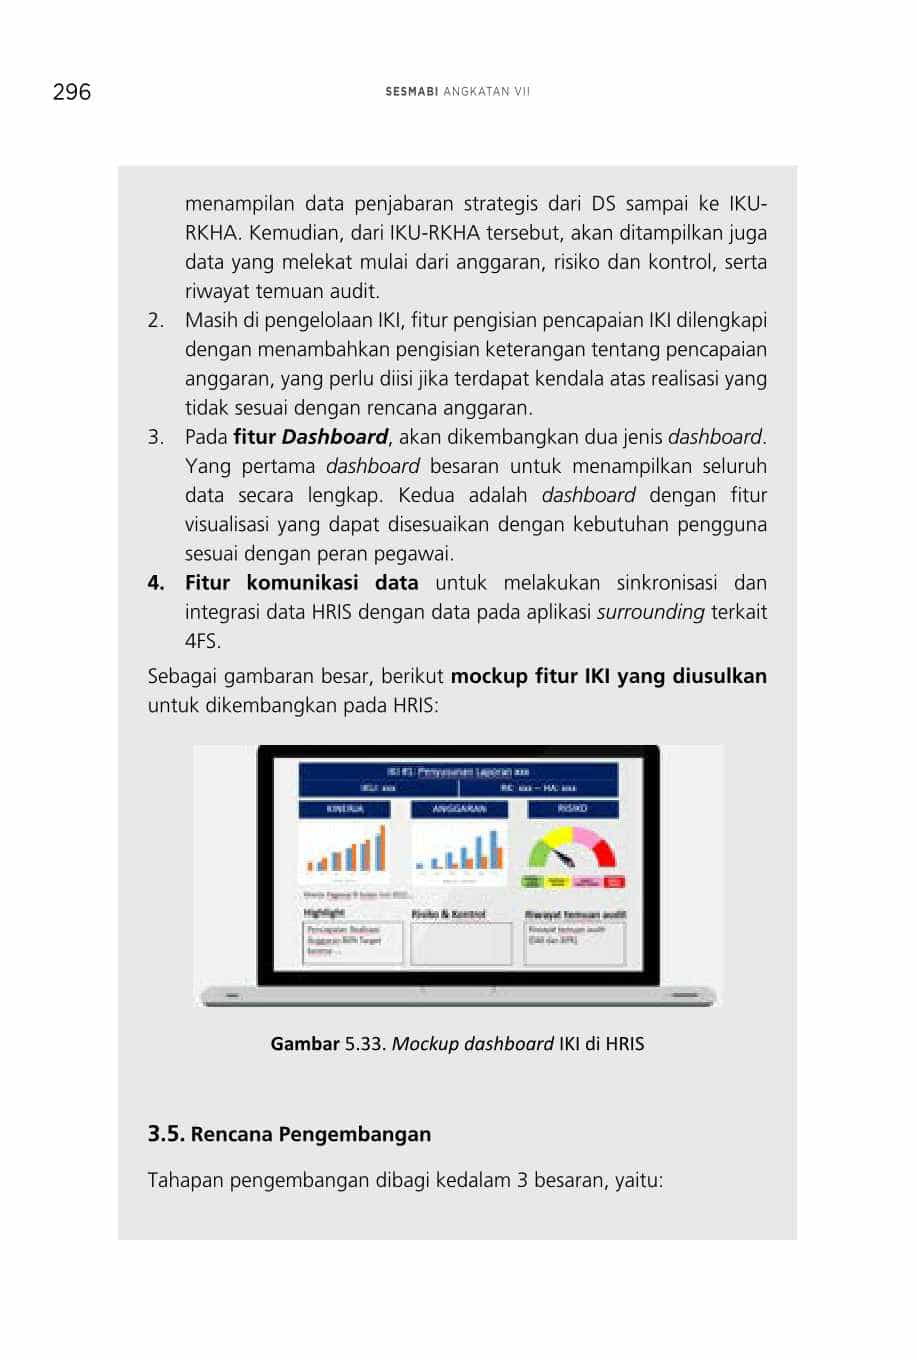 296
SESMABI ANGKATAN VII
menampilan data penjabaran strategis dari DS sampai ke IKU-
RKHA. Kemudian, dari IKU-RKHA tersebut, akan ditampilkan juga
data yang melekat mulai dari anggaran, risiko dan kontrol, serta
riwayat temuan audit.
2. Masih di pengelolaan IKI, fitur pengisian pencapaian IKI dilengkapi
dengan menambahkan pengisian keterangan tentang pencapaian
anggaran, yang perlu diisi jika terdapat kendala atas realisasi yang
tidak sesuai dengan rencana anggaran.
3. Pada fitur Dashboard, akan dikembangkan dua jenis dashboard.
Yang pertama dashboard besaran untuk menampilkan seluruh
data secara lengkap. Kedua adalah dashboard dengan fitur
visualisasi yang dapat disesuaikan dengan kebutuhan pengguna
sesuai dengan peran pegawai.
4. Fitur komunikasi data untuk melakukan sinkronisasi dan
integrasi data HRIS dengan data pada aplikasi surrounding terkait
4FS.
Sebagai gambaran besar, berikut mockup fitur IKI yang diusulkan
untuk dikembangkan pada HRIS:
IKI #1: Penyusunan Laporan xxx
IKU: xxx RK: xxx – HA: xxx
KINERJA ANGGARAN RISIKO
Highlight Risiko & Kontrol Riwayat temuan audit
Pencapaian Realisasi Riwayat temuan audit
Anggaran 80% Target
Gambar 5.33. Mockup dashboard IKI di HRIS
3.5. Rencana Pengembangan
Tahapan pengembangan dibagi kedalam 3 besaran, yaitu: